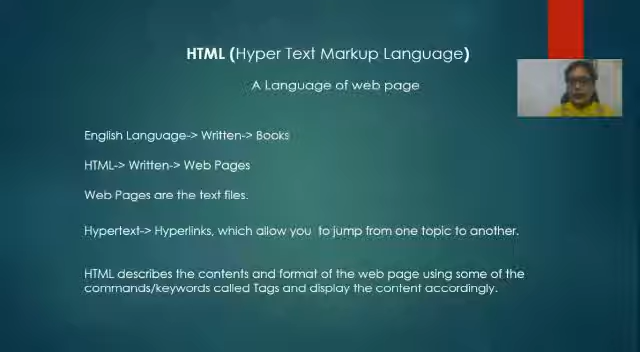 HTML (Hyper Text Markup Language)
A Language of web page
English Language-> Written-> Books
HTML-> Written-> Web Pages
Web Pages are the text files.
Hypertext-> Hyperlinks, which allow you to jump from one topic to another.
HTML describes the contents and format of the web page using some of the
commands/keywords called Tags and display the content accordingly.